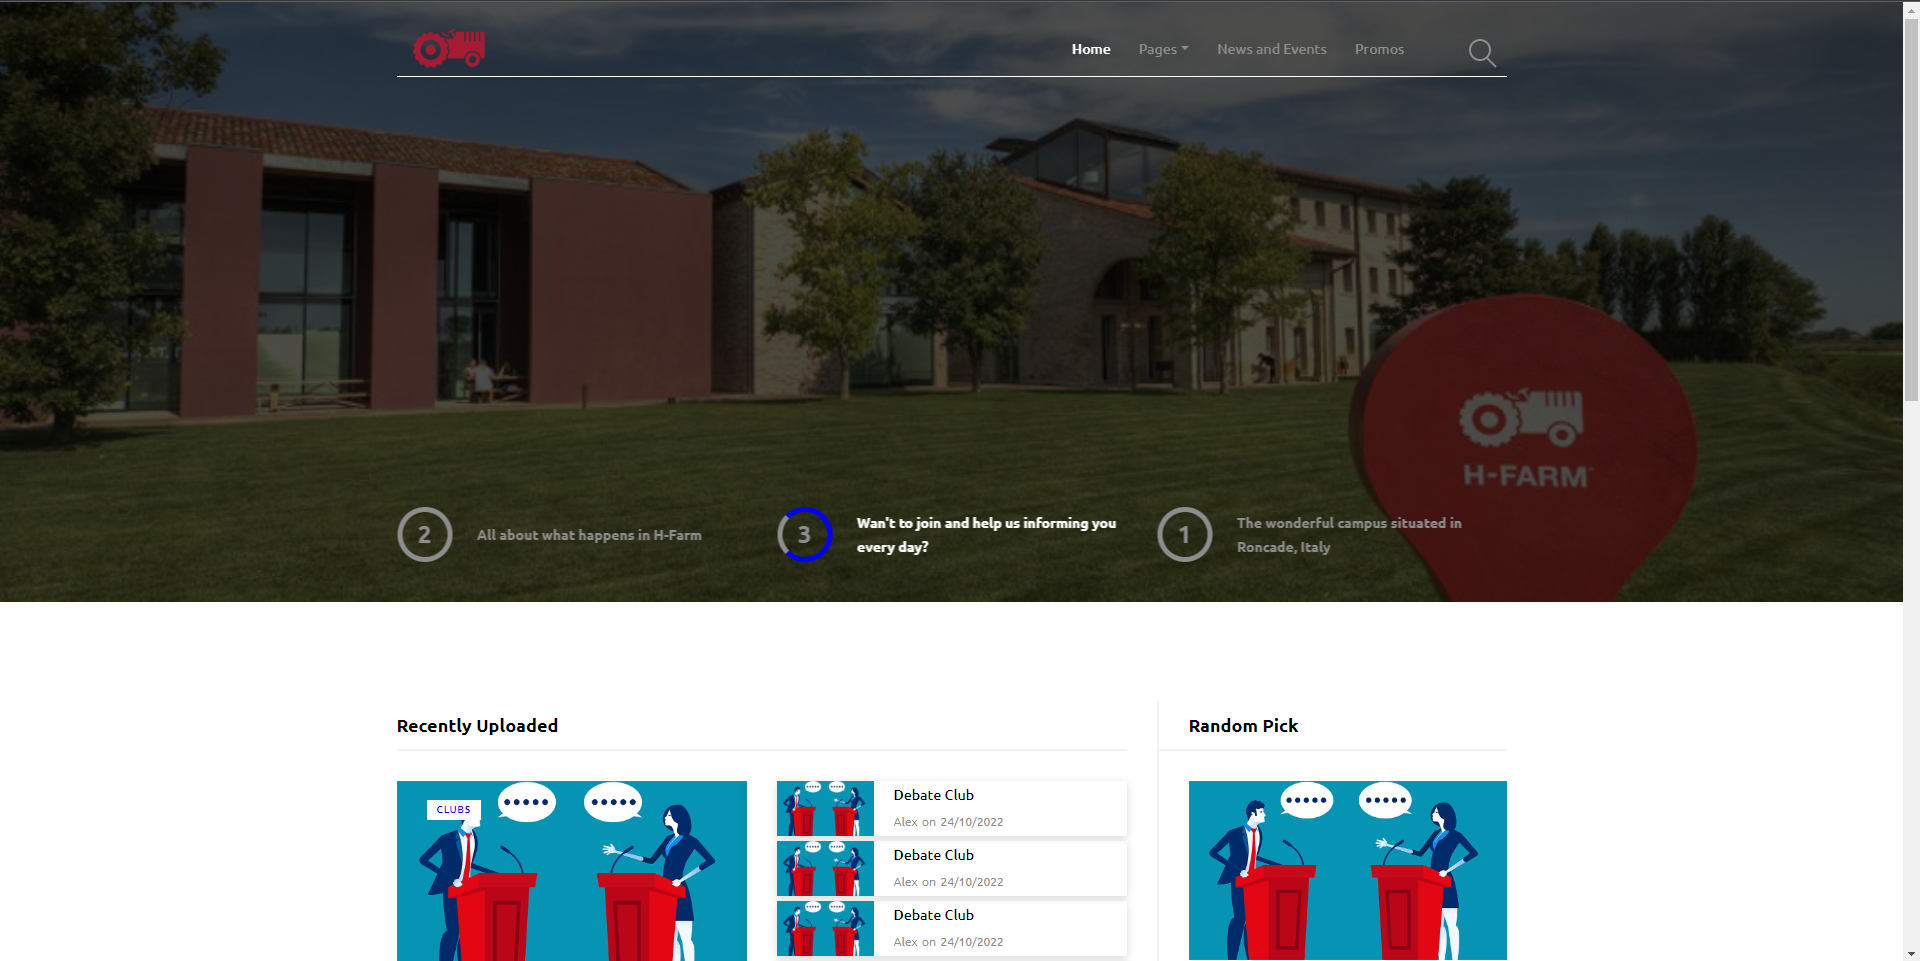 Home Pages News and Events Promos
H-FARM
2 All about what happens in H-Farm
3 Wan't to join and help us informing you
every day?
1 The wonderful campus situated in
Roncade, Italy
Recently Uploaded
Random Pick
CLUBS
Debate Club
Alex on 24/10/2022
Debate Club
Alex on 24/10/2022
Debate Club
Alex on 24/10/2022